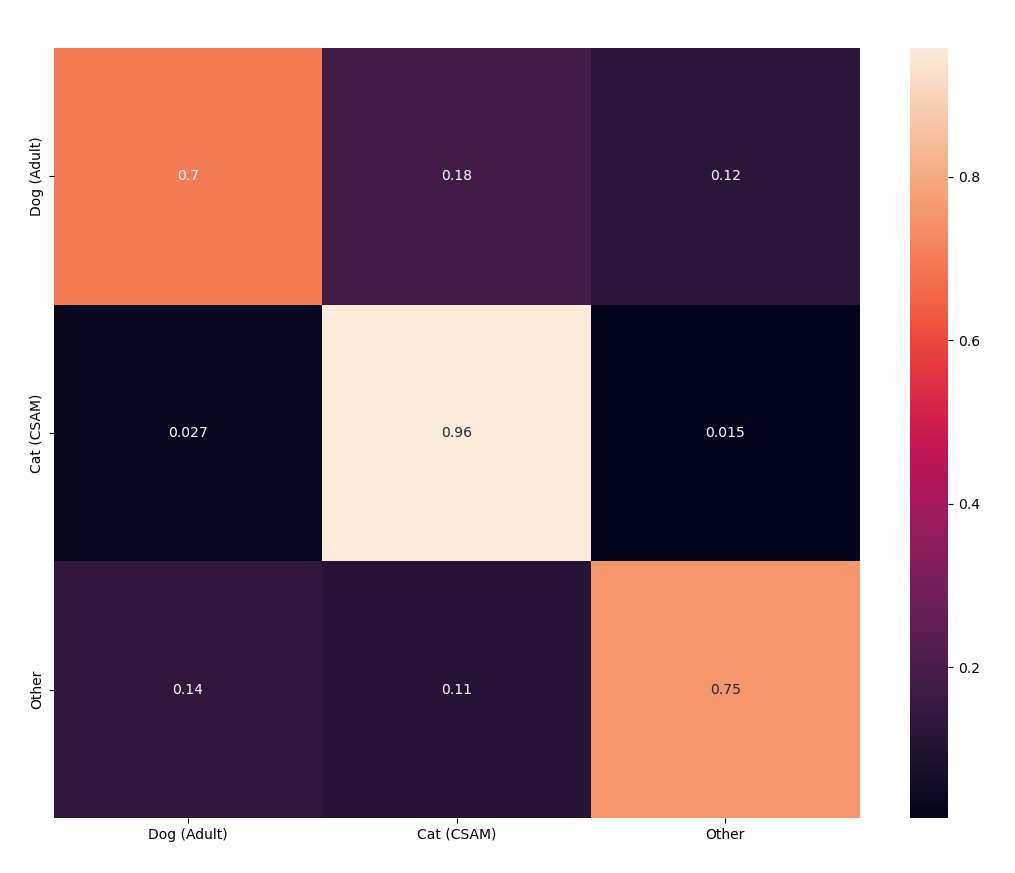 Dog (Adult)
0.7
0.18
0.12
0.8
0.6
Cat (CSAM)
0.027
0.96
0.015
0.4
Other
0.14
0.11
0.75
0.2
Dog (Adult)
Cat (CSAM)
Other